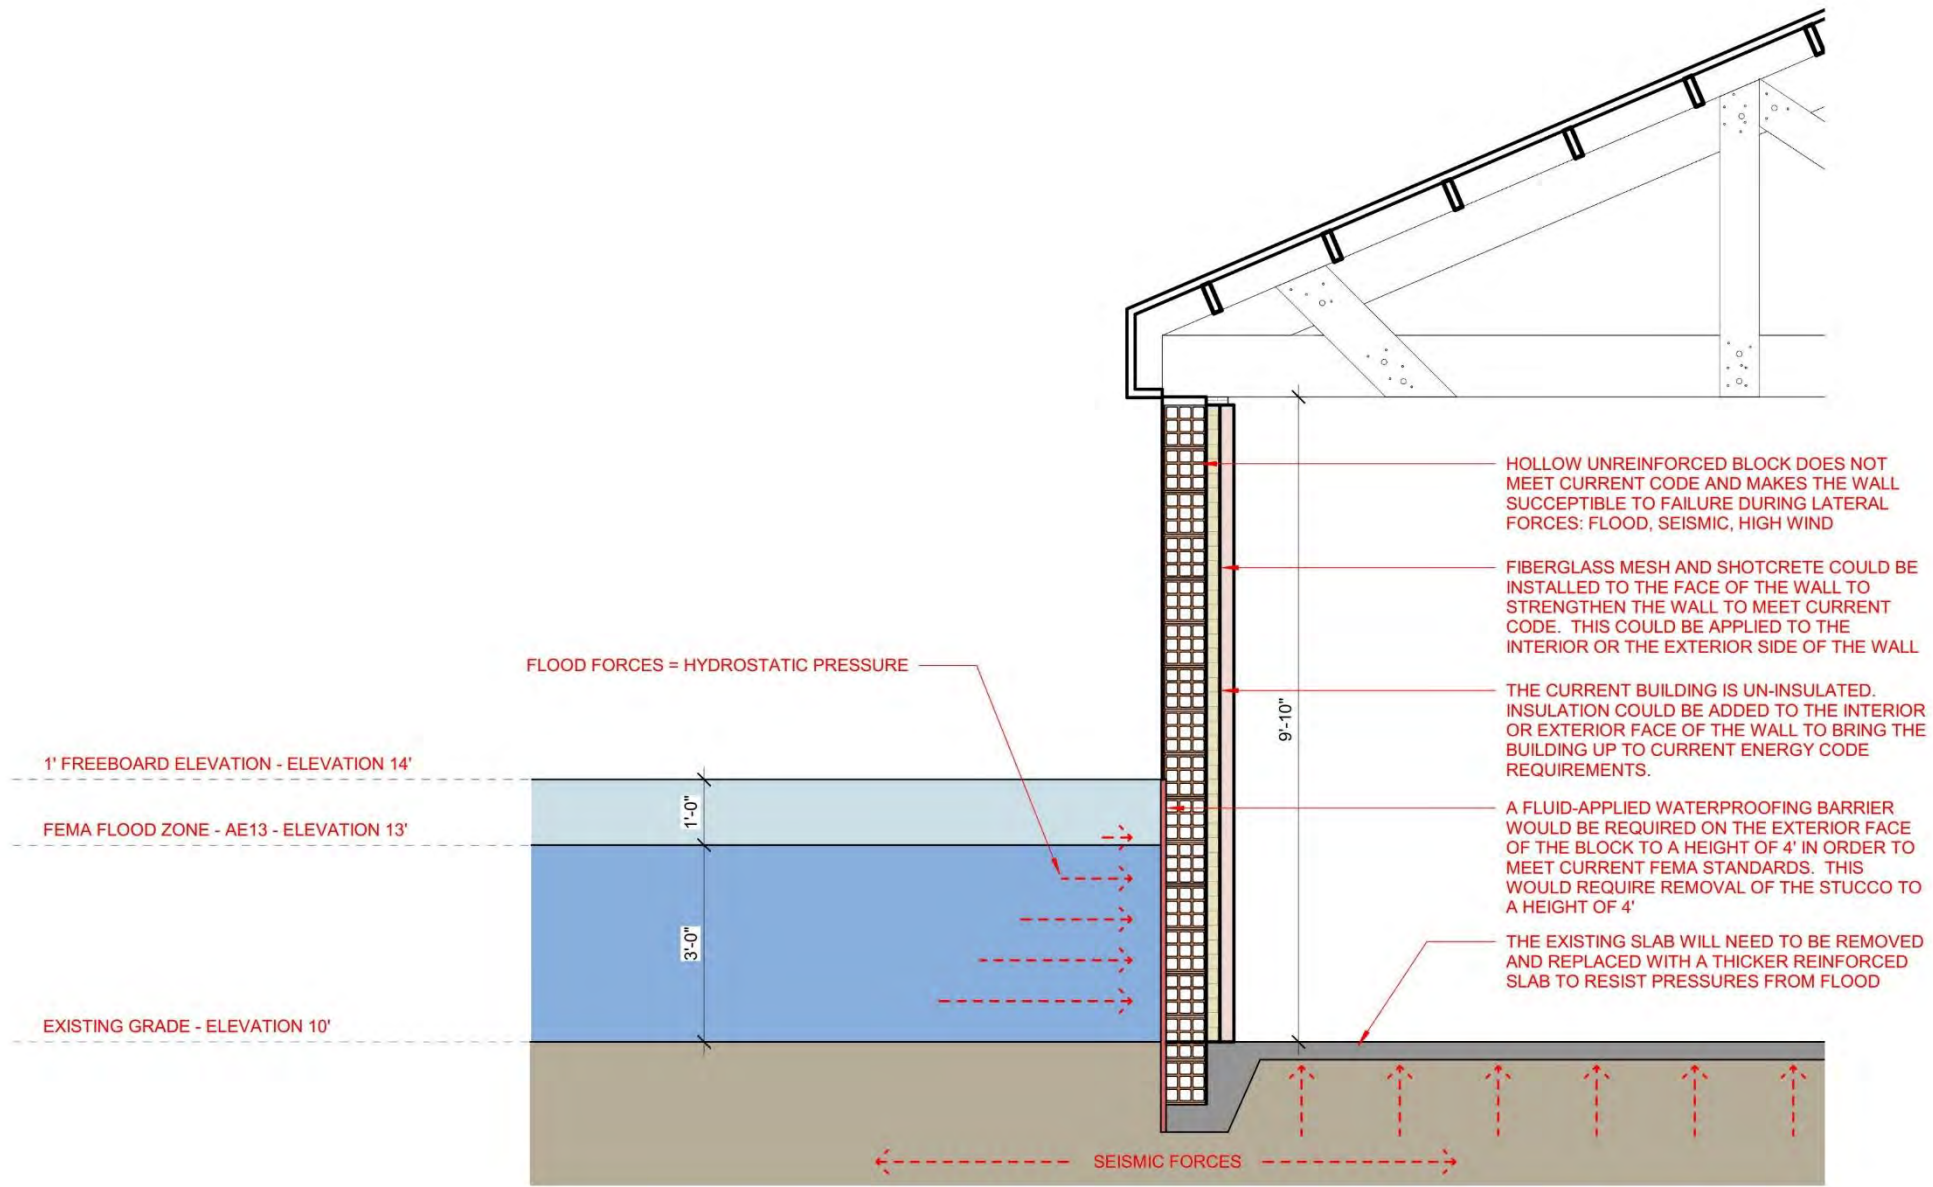 HOLLOW UNREINFORCED BLOCK DOES NOT
MEET CURRENT CODE AND MAKES THE WALL
SUCCEPTIBLE TO FAILURE DURING LATERAL
FORCES: FLOOD, SEISMIC, HIGH WIND
FIBERGLASS MESH AND SHOTCRETE COULD BE
INSTALLED TO THE FACE OF THE WALL TO
STRENGTHEN THE WALL TO MEET CURRENT
CODE. THIS COULD BE APPLIED TO THE
INTERIOR OR THE EXTERIOR SIDE OF THE WALL
FLOOD FORCES = HYDROSTATIC PRESSURE
THE CURRENT BUILDING IS UN-INSULATED.
INSULATION COULD BE ADDED TO THE INTERIOR
OR EXTERIOR FACE OF THE WALL TO BRING THE
BUILDING UP TO CURRENT ENERGY CODE
REQUIREMENTS.
9'-10"
1' FREEBOARD ELEVATION - ELEVATION 14'
1'-0"
FEMA FLOOD ZONE - AE13 - ELEVATION 13'
A FLUID-APPLIED WATERPROOFING BARRIER
WOULD BE REQUIRED ON THE EXTERIOR FACE
OF THE BLOCK TO A HEIGHT OF 4' IN ORDER TO
MEET CURRENT FEMA STANDARDS. THIS
WOULD REQUIRE REMOVAL OF THE STUCCO TO
A HEIGHT OF 4'
3'-0"
THE EXISTING SLAB WILL NEED TO BE REMOVED
AND REPLACED WITH A THICKER REINFORCED
SLAB TO RESIST PRESSURES FROM FLOOD
EXISTING GRADE - ELEVATION 10'
SEISMIC FORCES